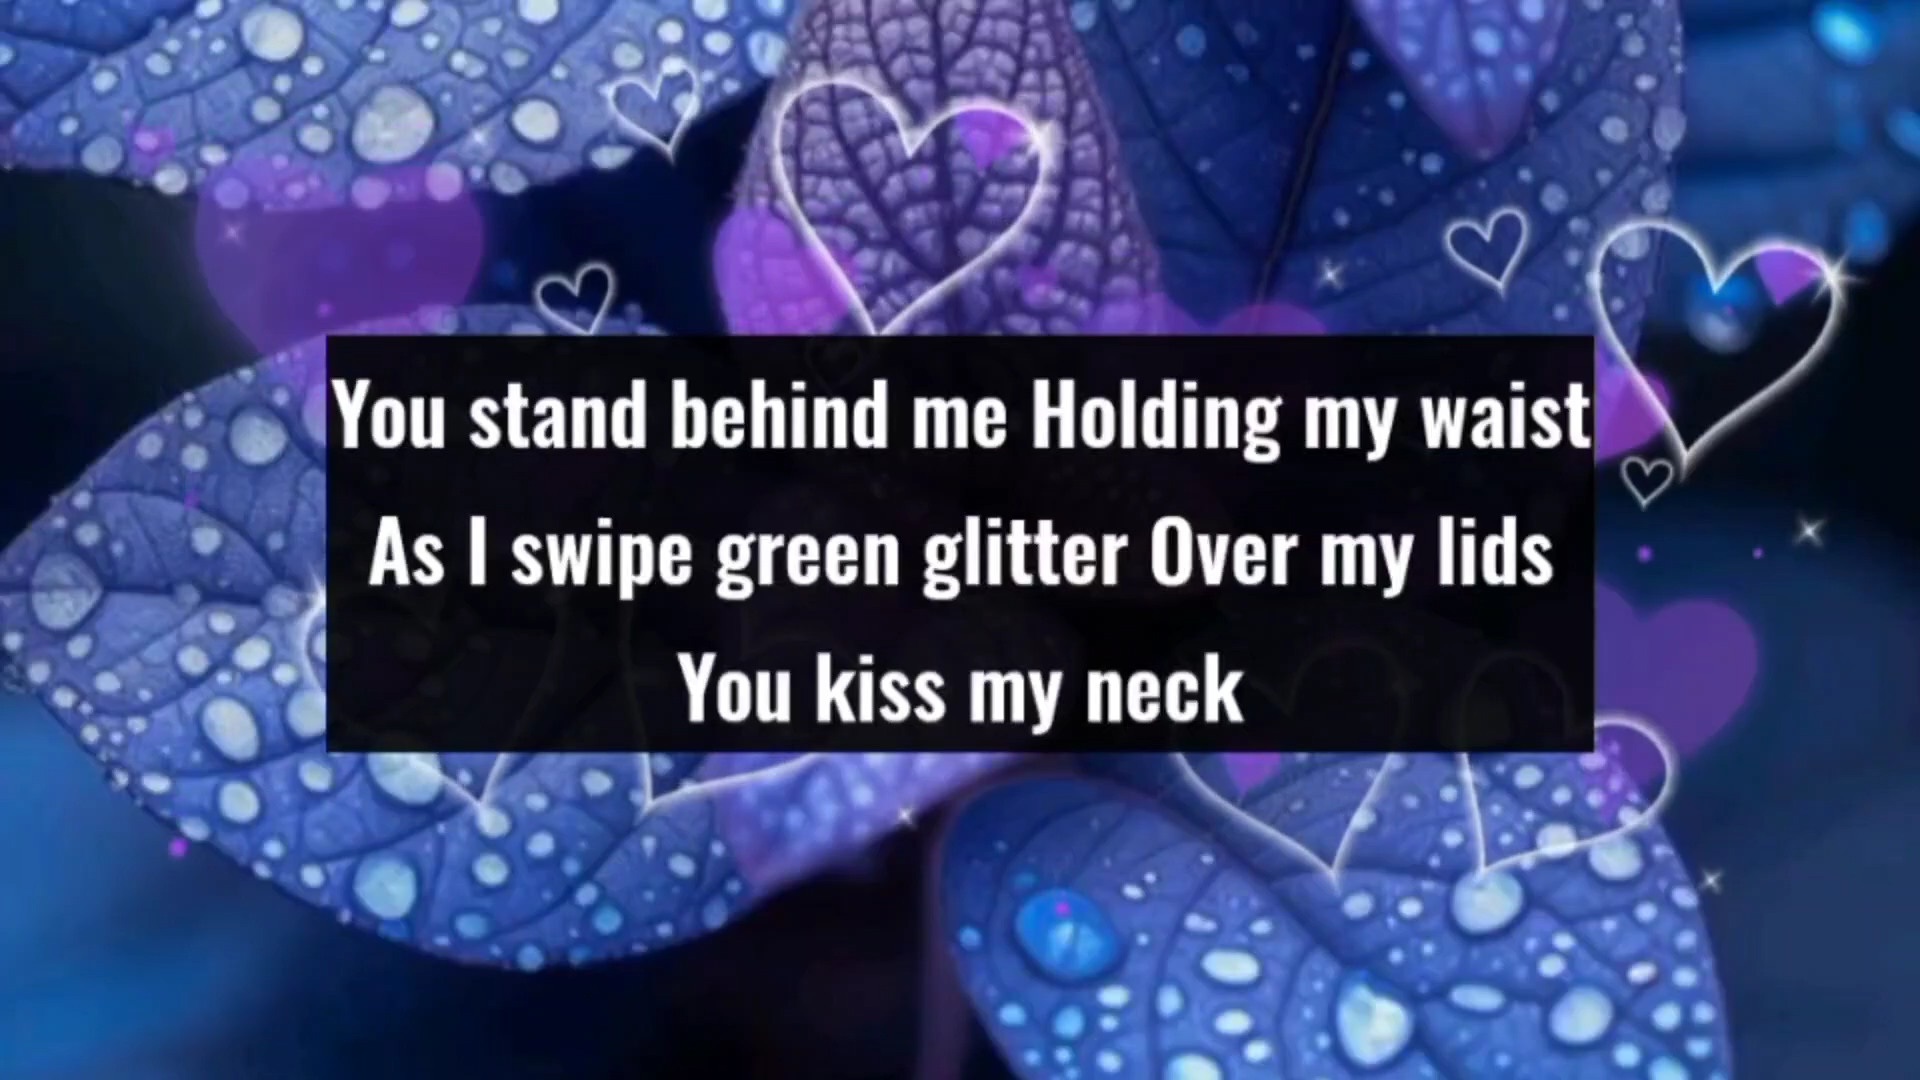 You stand behind me Holding my waist
As I swipe green glitter Over my lids
You kiss my neck